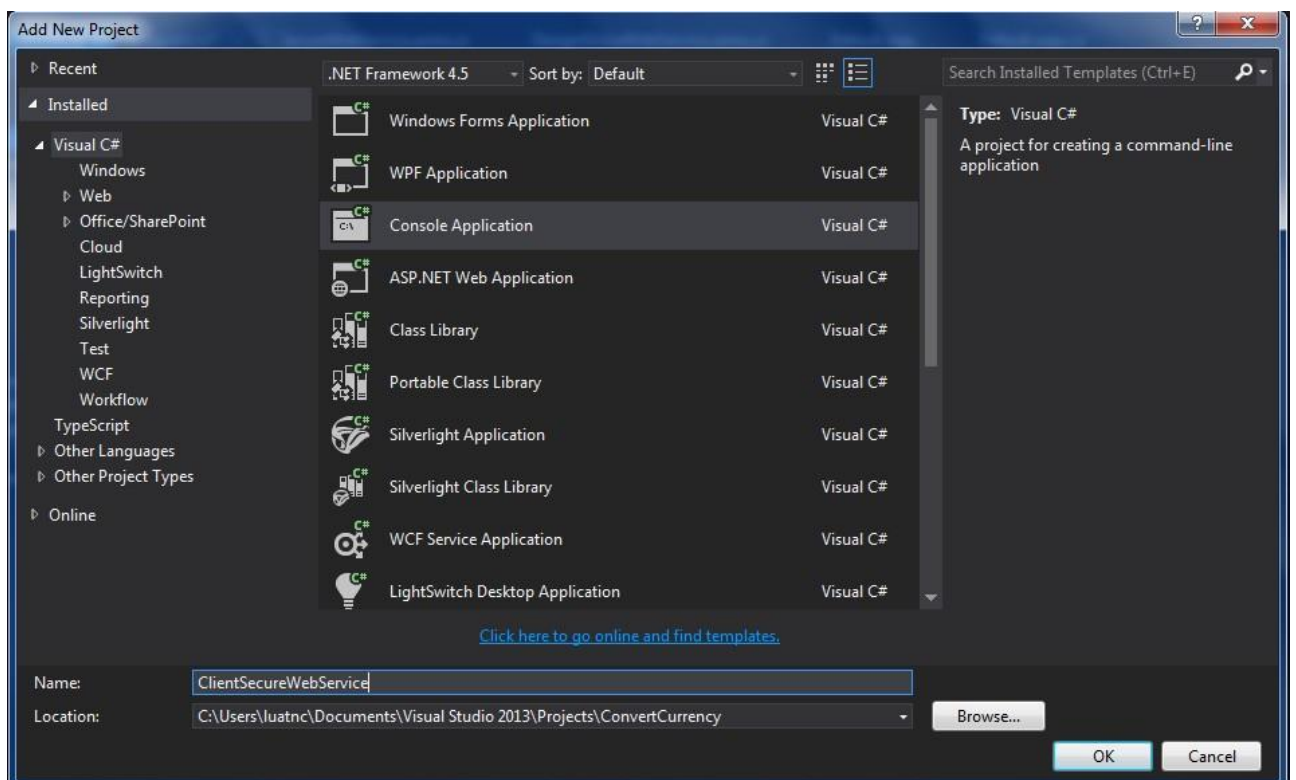 Add New Project
?
X
Recent
Installed
Visual C#
Windows
Web
Office/SharePoint
Cloud
LightSwitch
Reporting
Silverlight
Test
WCF
Workflow
TypeScript
Other Languages
Other Project Types
Online
.NET Framework 4.5 Sort by: Default
C# Windows Forms Application Visual C#
C# WPF Application Visual C#
C# C:\ Console Application Visual C#
C# ASP.NET Web Application Visual C#
C# Class Library Visual C#
C# Portable Class Library Visual C#
C# Silverlight Application Visual C#
C# Silverlight Class Library Visual C#
C# WCF Service Application Visual C#
C# LightSwitch Desktop Application Visual C#
Click here to go online and find templates.
Search Installed Templates (Ctrl+E)
Type: Visual C#
A project for creating a command-line
application
Name: ClientSecureWebService
Location: C:\Users\luatnc\Documents\Visual Studio 2013\Projects\ConvertCurrency
Browse...
OK
Cancel